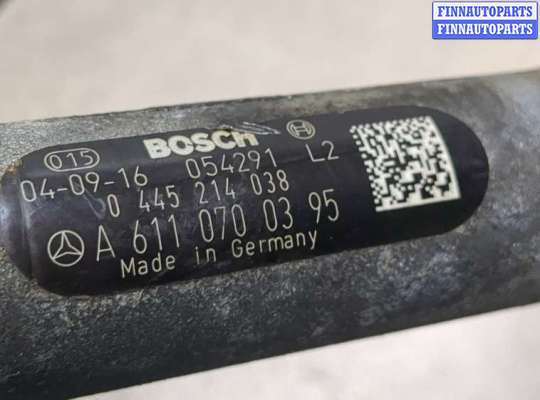 FINNAUTOPARTS
FINNAUTOPARTS
BOSCH
015
04-09-16 054291 L2
0 445 214 038
A 611 070 03 95
Made in Germany